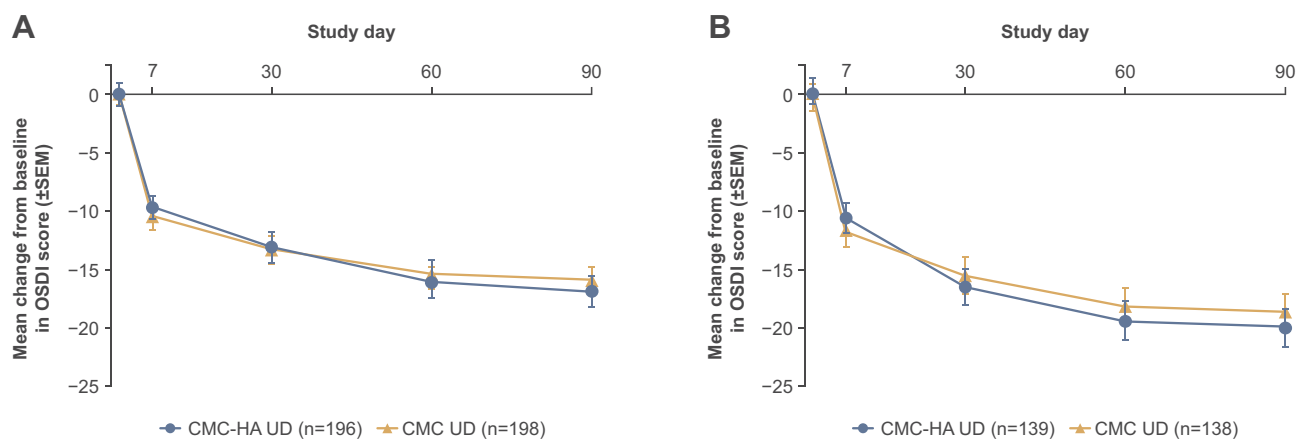 A
Study day
7 30 60 90
0
−5
−10
−15
−20
−25
Mean change from baseline
in OSDI score (±SEM)
CMC-HA UD (n=196) CMC UD (n=198)
B
Study day
7 30 60 90
0
−5
−10
−15
−20
−25
Mean change from baseline
in OSDI score (±SEM)
CMC-HA UD (n=139) CMC UD (n=138)